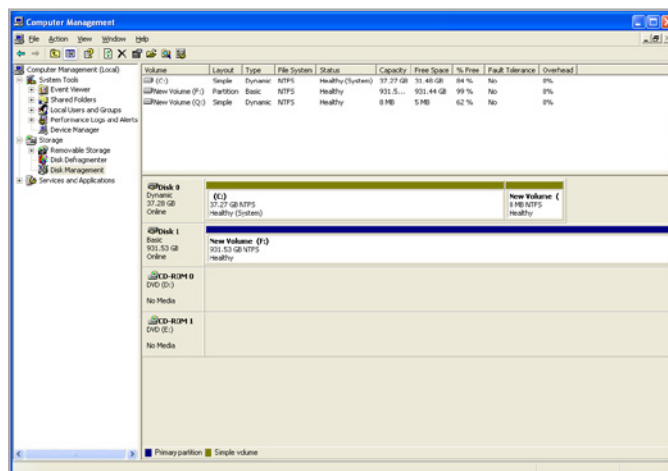 Computer Management
File Action View Window Help
Computer Management (Local)
System Tools
Event Viewer
Shared Folders
Local Users and Groups
Performance Logs and Alerts
Device Manager
Storage
Removable Storage
Disk Defragmenter
Disk Management
Services and Applications
Volume Layout Type File System Status Capacity Free Space % Free Fault Tolerance Overhead
(C:) Simple Dynamic NTFS Healthy (System) 37.27 GB 31.48 GB 84 % No 0%
New Volume (F:) Partition Basic NTFS Healthy 931.5... 931.44 GB 99 % No 0%
New Volume (Q:) Simple Dynamic NTFS Healthy 8 MB 5 MB 62 % No 0%
Disk 0
Dynamic
37.28 GB
Online
(C:)
37.27 GB NTFS
Healthy (System)
New Volume (
8 MB NTFS
Healthy
Disk 1
Basic
931.53 GB
Online
New Volume (F:)
931.53 GB NTFS
Healthy
CD-ROM 0
DVD (D:)
No Media
CD-ROM 1
DVD (E:)
No Media
Primary partition Simple volume